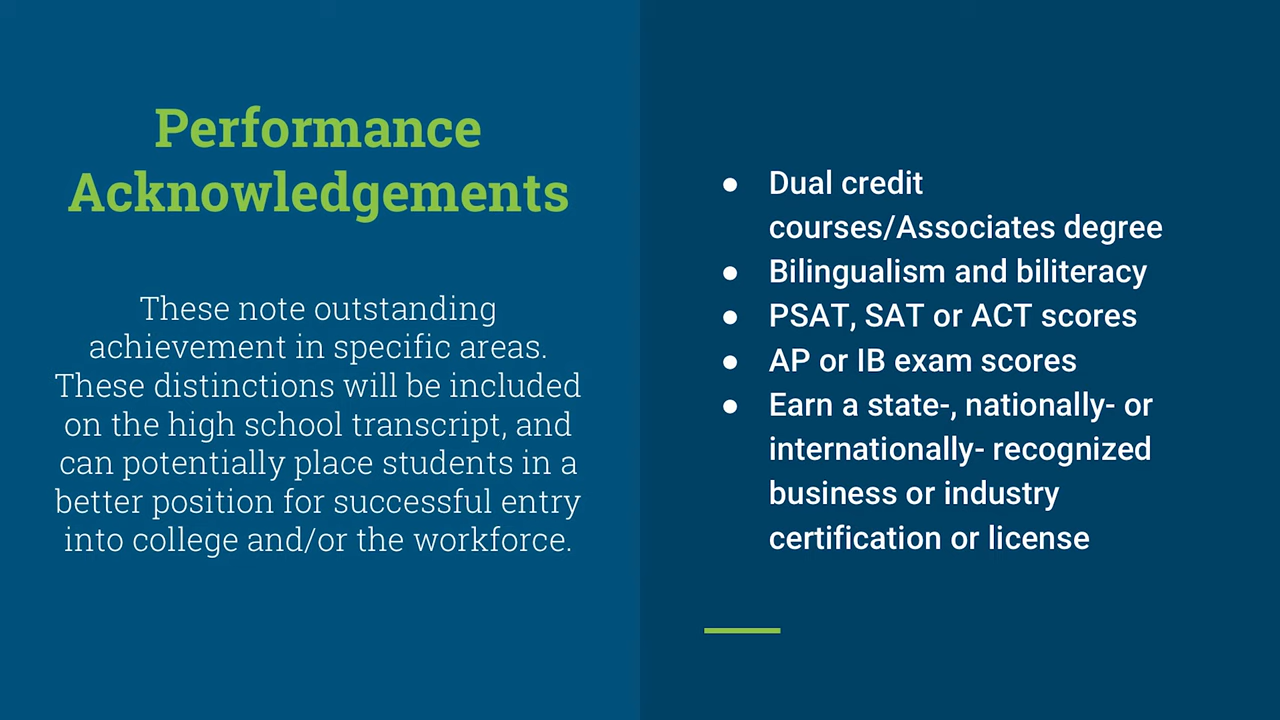 Performance
Acknowledgements
These note outstanding
achievement in specific areas.
These distinctions will be included
on the high school transcript, and
can potentially place students in a
better position for successful entry
into college and/or the workforce.
● Dual credit
courses/Associates degree
● Bilingualism and biliteracy
● PSAT, SAT or ACT scores
● AP or IB exam scores
● Earn a state-, nationally- or
internationally- recognized
business or industry
certification or license